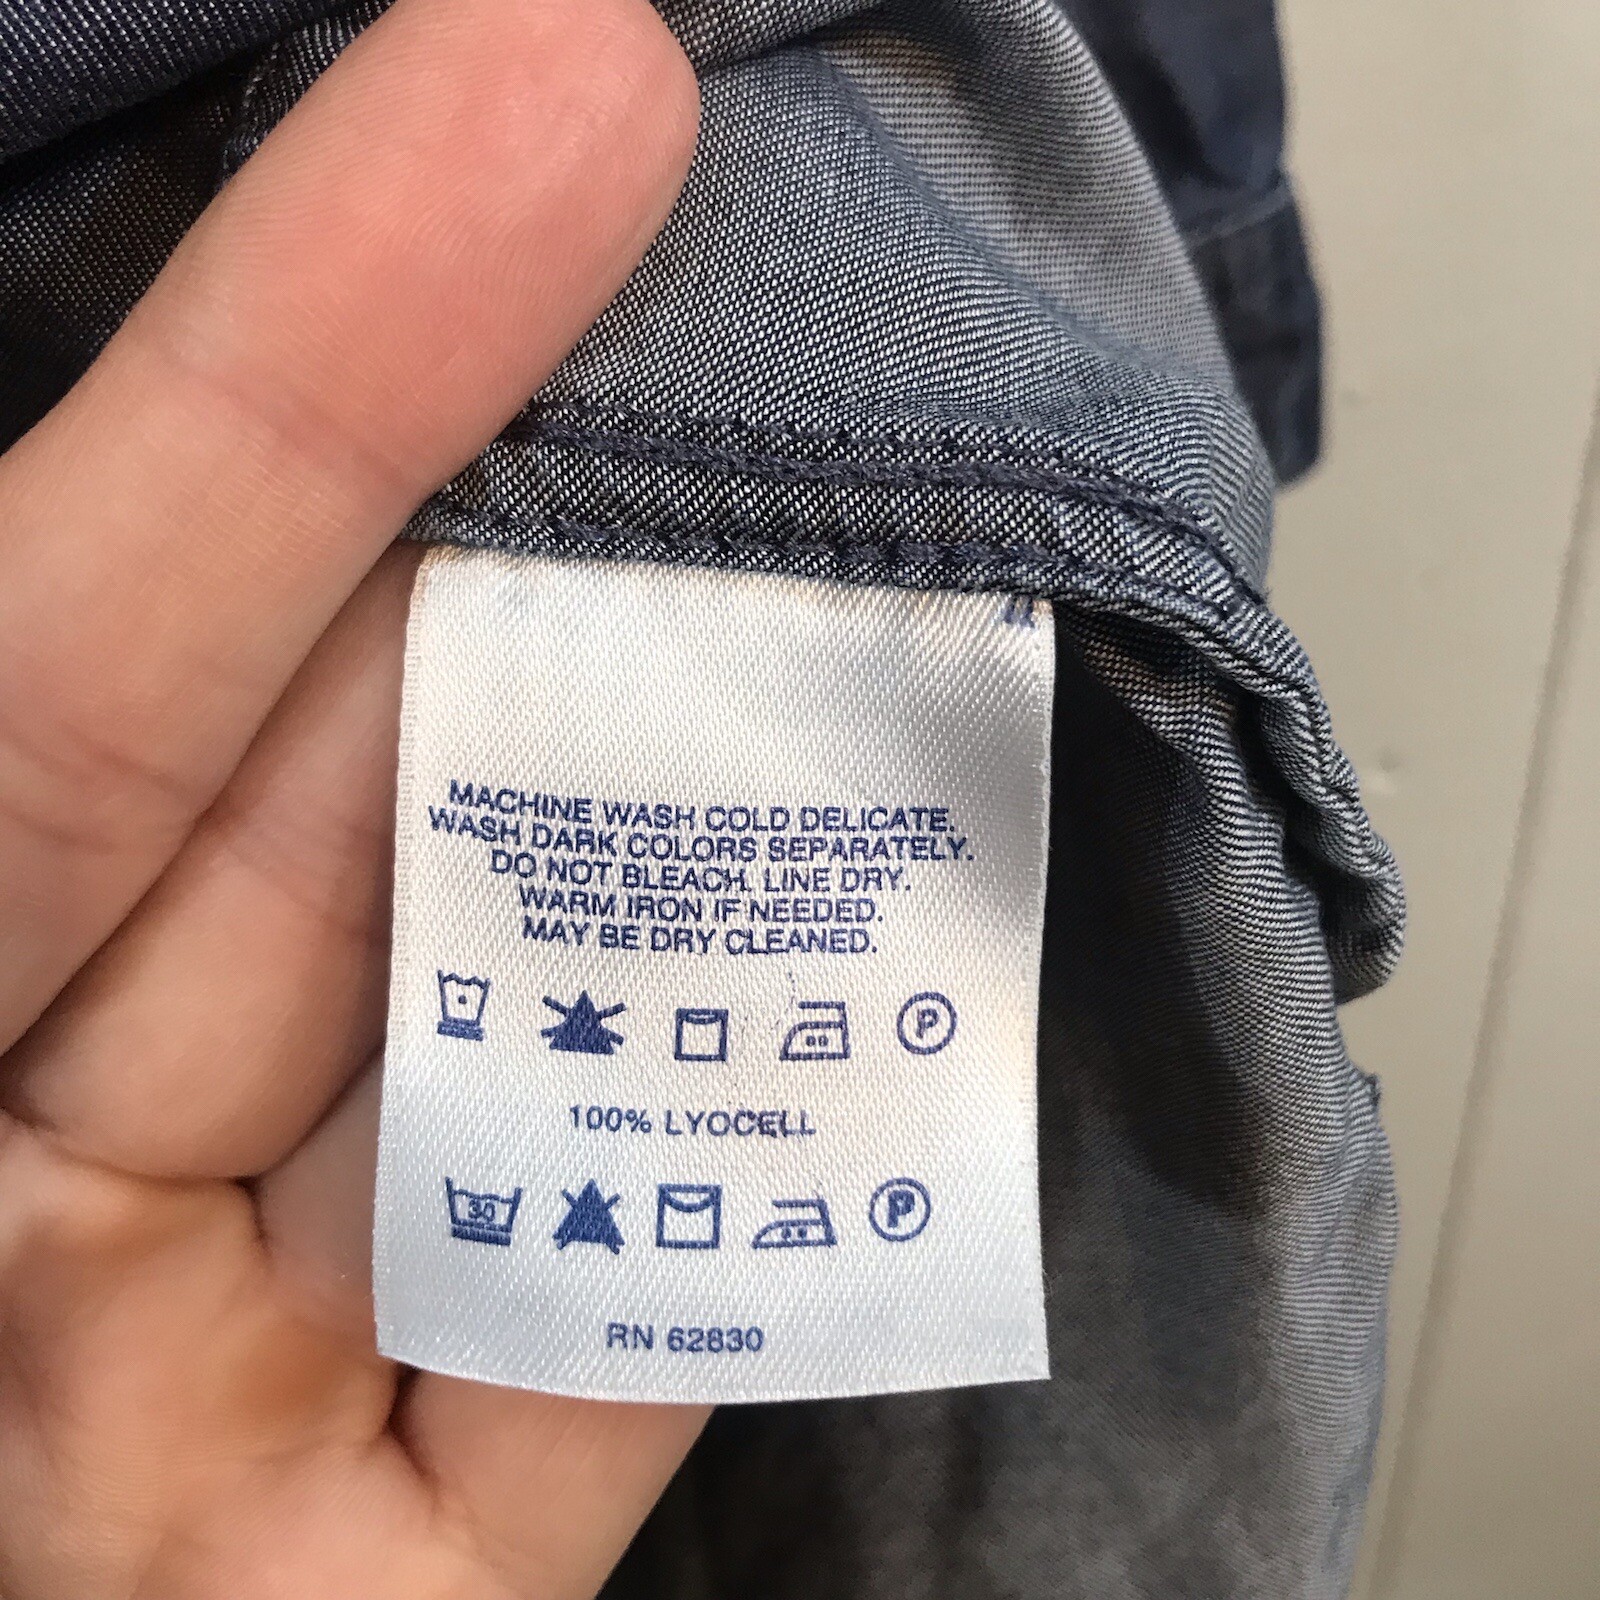 MACHINE WASH COLD DELICATE.
WASH DARK COLORS SEPARATELY.
DO NOT BLEACH. LINE DRY.
WARM IRON IF NEEDED.
MAY BE DRY CLEANED.
P
100% LYOCELL
30 P
RN 62830